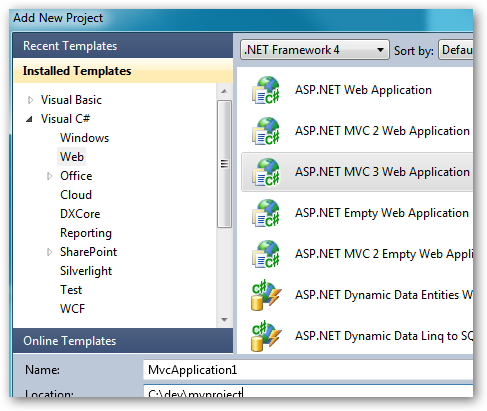 Add New Project
Recent Templates
Installed Templates
Visual Basic
Visual C#
Windows
Web
Office
Cloud
DXCore
Reporting
SharePoint
Silverlight
Test
WCF
Online Templates
.NET Framework 4
Sort by:
Defau
ASP.NET Web Application
ASP.NET MVC 2 Web Application
ASP.NET MVC 3 Web Application
ASP.NET Empty Web Application
ASP.NET MVC 2 Empty Web Appli
ASP.NET Dynamic Data Entities W
ASP.NET Dynamic Data Linq to SQ
Name:
MvcApplication1
Location:
C:\dev\myproject